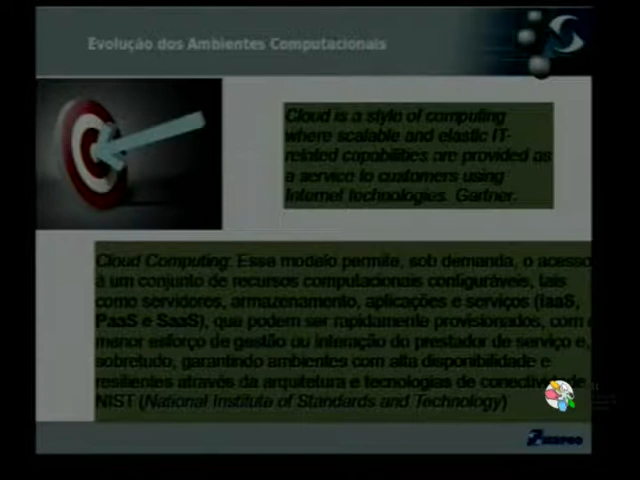 Evolução dos Ambientes Computacionais
Cloud is a style of computing
where scalable and elastic IT-
related capabilities are provided as
a service to customers using
Internet technologies. Gartner.
Cloud Computing: Esse modelo permite, sob demanda, o acesso
à um conjunto de recursos computacionais configuráveis, tais
como servidores, armazenamento, aplicações e serviços (IaaS,
PaaS e SaaS), que podem ser rapidamente provisionados, com
menor esforço de gestão ou interação do prestador de serviço e,
sobretudo, garantindo ambientes com alta disponibilidade e
resilientes através da arquitetura e tecnologias de conectividade
NIST (National Institute of Standards and Technology)